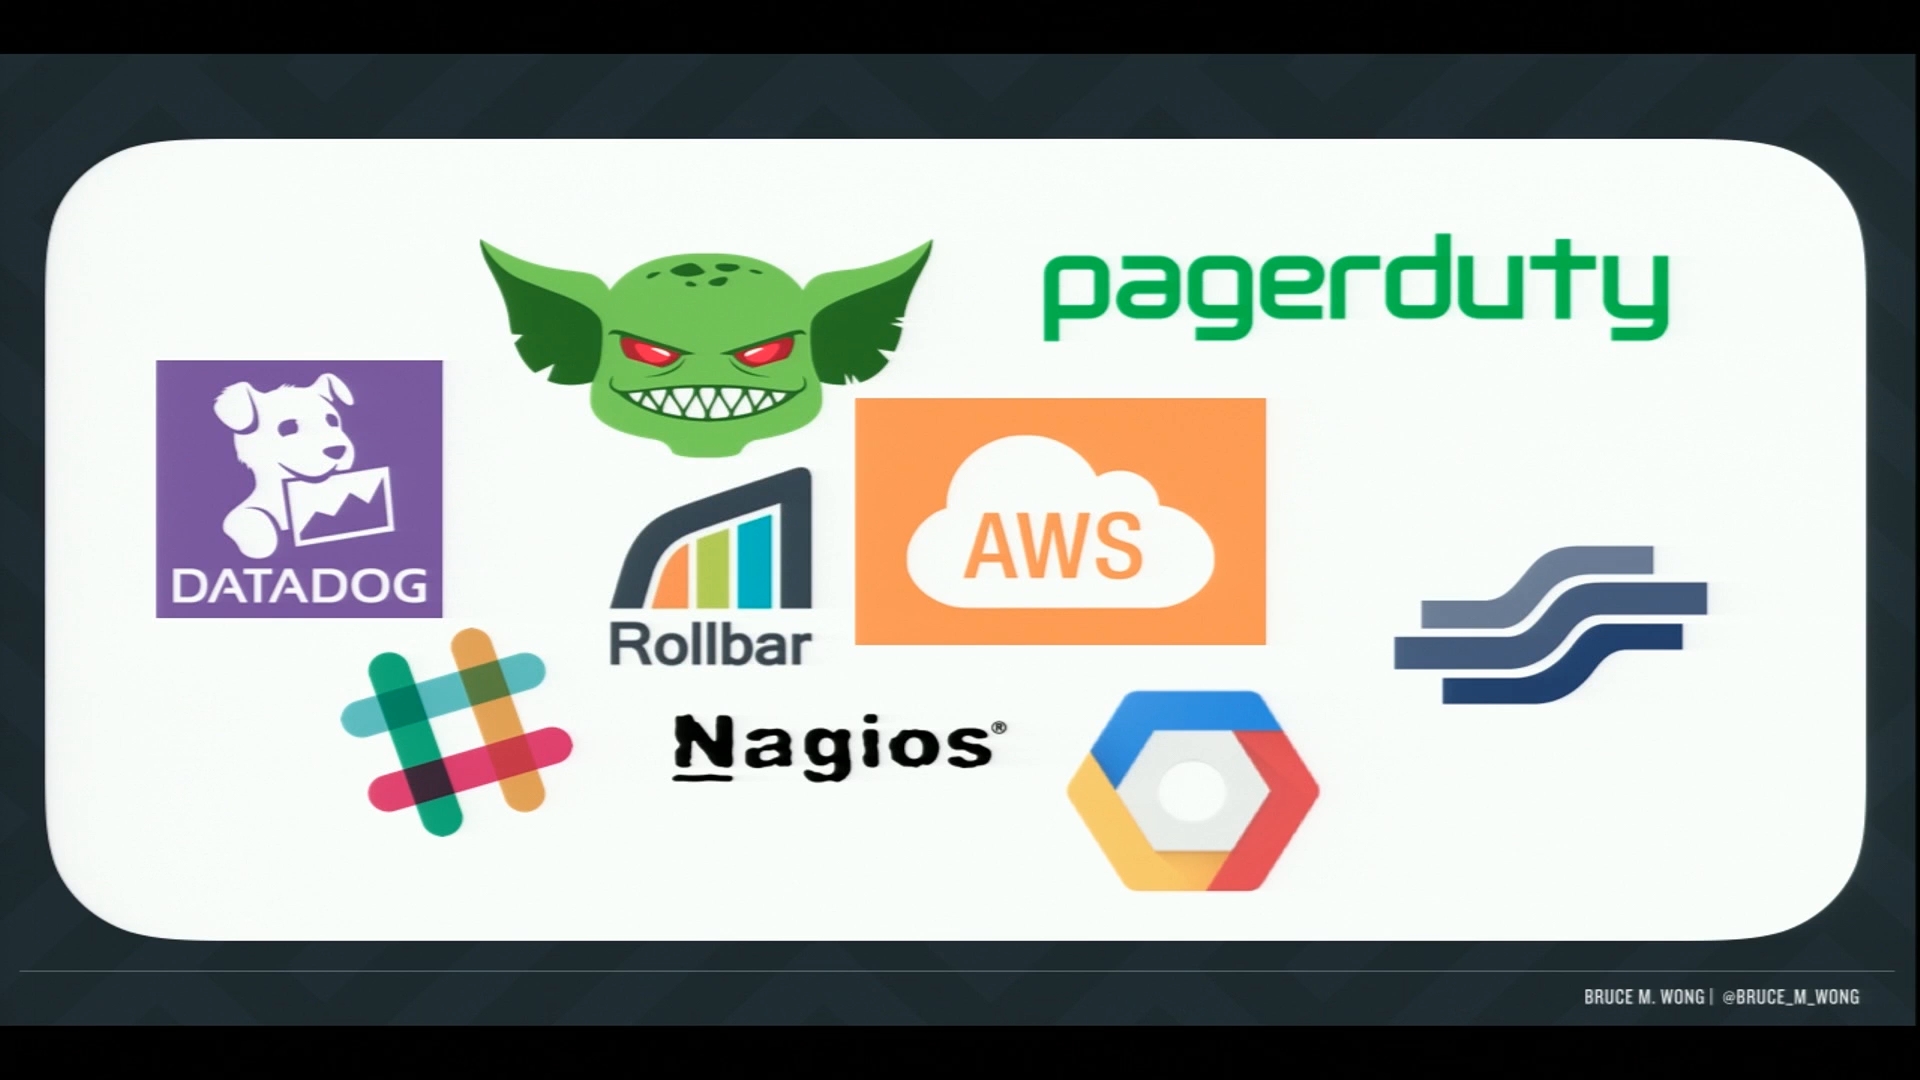 pagerduty
DATADOG
AWS
Rollbar
Nagios®
BRUCE M. WONG | @BRUCE_M_WONG